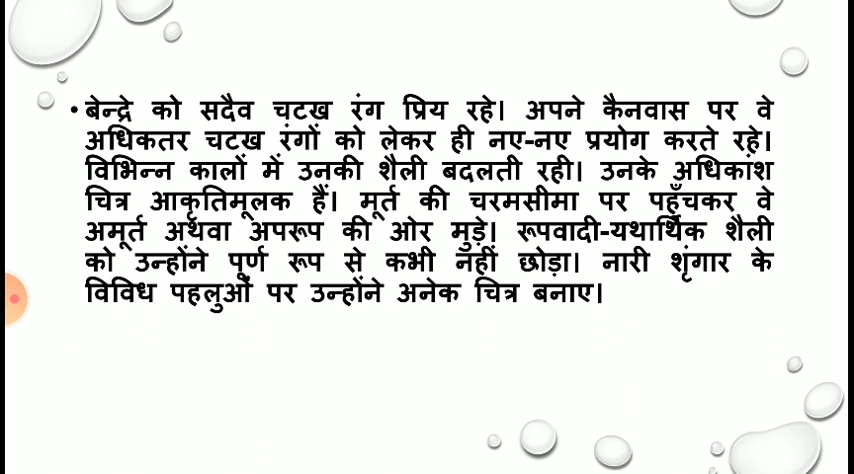 • बेन्द्रे को सदैव चटख रंग प्रिय रहे। अपने कैनवास पर वे
अधिकतर चटख रंगों को लेकर ही नए-नए प्रयोग करते रहे।
विभिन्न कालों में उनकी शैली बदलती रही। उनके अधिकांश
चित्र आकृतिमूलक हैं। मूर्त की चरमसीमा पर पहुँचकर वे
अमूर्त अथवा अपरूप की ओर मुड़े। रूपवादी-यथार्थिक शैली
को उन्होंने पूर्ण रूप से कभी नहीं छोड़ा। नारी शृंगार के
विविध पहलुओं पर उन्होंने अनेक चित्र बनाए।